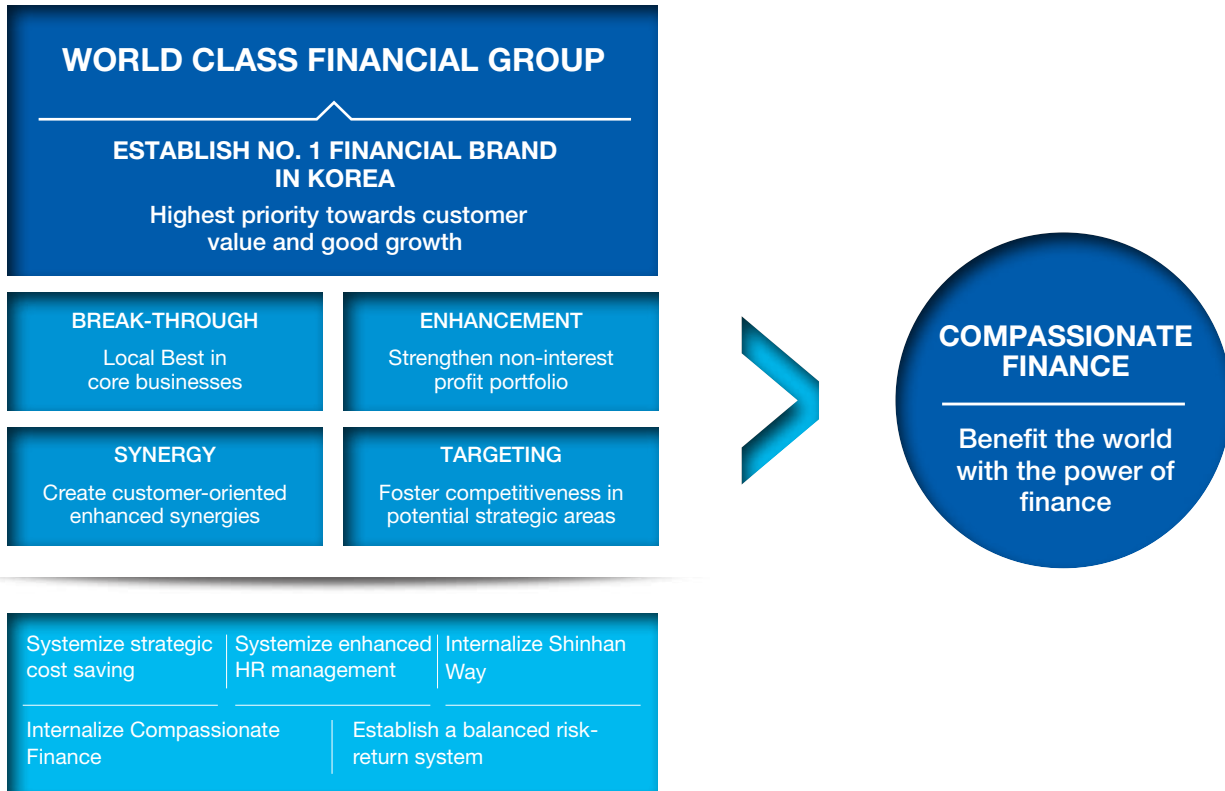 WORLD CLASS FINANCIAL GROUP
ESTABLISH NO. 1 FINANCIAL BRAND
IN KOREA
Highest priority towards customer
value and good growth
BREAK-THROUGH
Local Best in
core businesses
ENHANCEMENT
Strengthen non-interest
profit portfolio
SYNERGY
Create customer-oriented
enhanced synergies
TARGETING
Foster competitiveness in
potential strategic areas
Systemize strategic
cost saving
Systemize enhanced
HR management
Internalize Shinhan
Way
Internalize Compassionate
Finance
Establish a balanced risk-
return system
COMPASSIONATE
FINANCE
Benefit the world
with the power of
finance